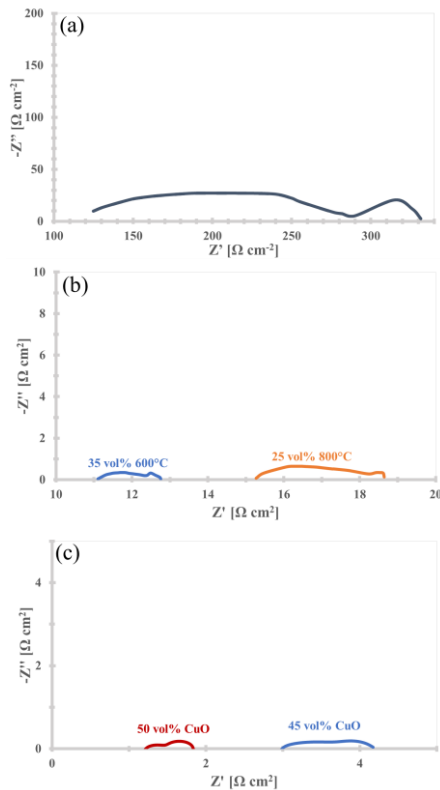 (a)
200
150
100
50
0
-Z” [Ω cm⁻²]
100 150 200 250 300
Z’ [Ω cm⁻²]
(b)
10
8
6
4
2
0
-Z'' [Ω cm²]
35 vol% 600°C
25 vol% 800°C
10 12 14 16 18 20
Z' [Ω cm²]
(c)
4
2
0
-Z'' [Ω cm²]
50 vol% CuO
45 vol% CuO
0 2 4
Z' [Ω cm²]